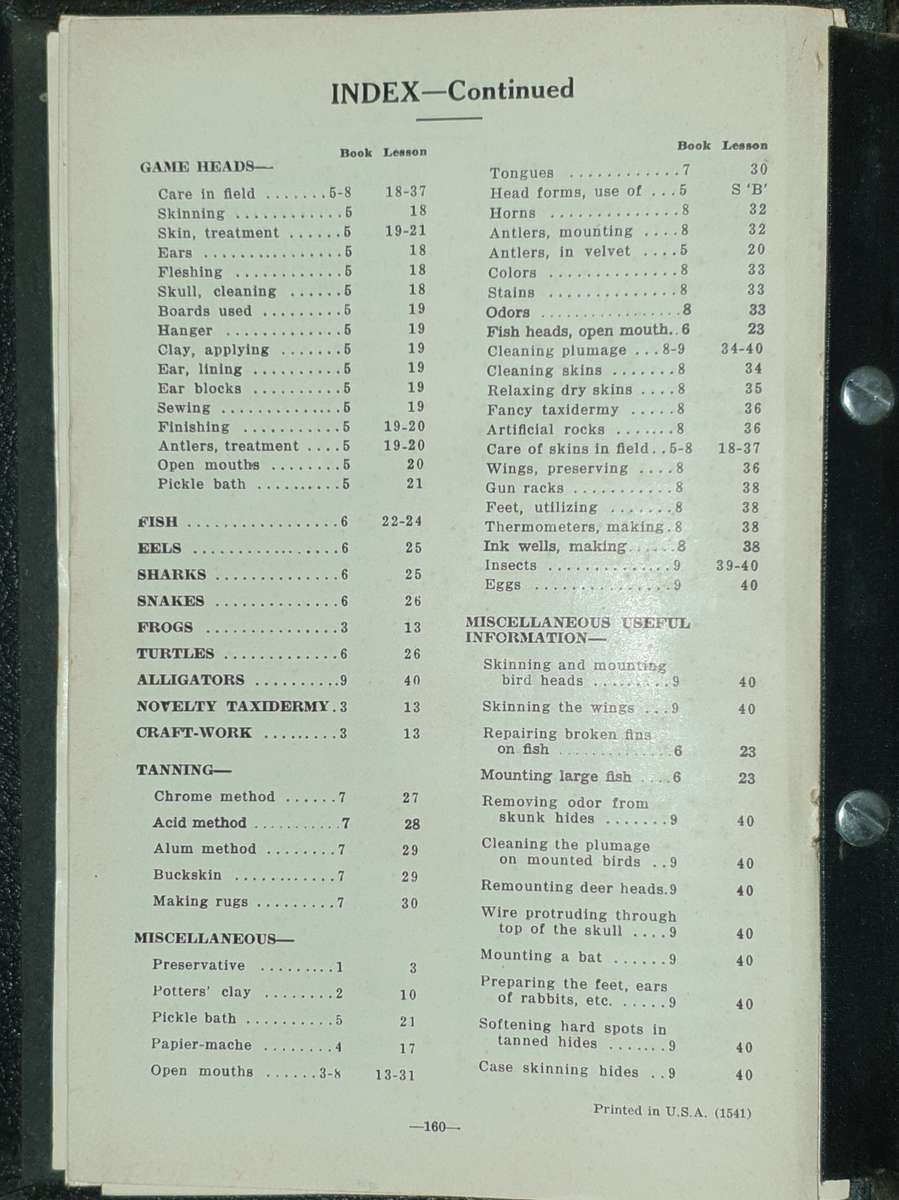 INDEX—Continued
Book Lesson
GAME HEADS—
Care in field .......5-8 18-37
Skinning ............5 18
Skin, treatment ......5 19-21
Ears ................5 18
Fleshing ............5 18
Skull, cleaning ......5 18
Boards used .........5 19
Hanger .............5 19
Clay, applying .......5 19
Ear, lining ..........5 19
Ear blocks ..........5 19
Sewing .............5 19
Finishing ...........5 19-20
Antlers, treatment ....5 19-20
Open mouths ........5 20
Pickle bath ..........5 21
FISH .................6 22-24
EELS .................6 25
SHARKS ..............6 25
SNAKES ..............6 26
FROGS ...............3 13
TURTLES .............6 26
ALLIGATORS ..........9 40
NOVELTY TAXIDERMY.3 13
CRAFT-WORK .........3 13
TANNING—
Chrome method ......7 27
Acid method ...........7 28
Alum method ........7 29
Buckskin ............7 29
Making rugs .........7 30
MISCELLANEOUS—
Preservative .........1 3
Potters' clay ........2 10
Pickle bath ..........5 21
Papier-mache ........4 17
Open mouths ......3-8 13-31
Book Lesson
Tongues ............7 30
Head forms, use of ...5 S 'B'
Horns ..............8 32
Antlers, mounting ....8 32
Antlers, in velvet ....5 20
Colors ..............8 33
Stains ..............8 33
Odors .................8 33
Fish heads, open mouth..6 23
Cleaning plumage ...8-9 34-40
Cleaning skins .......8 34
Relaxing dry skins ....8 35
Fancy taxidermy .....8 36
Artificial rocks .......8 36
Care of skins in field..5-8 18-37
Wings, preserving ....8 36
Gun racks ...........8 38
Feet, utilizing .......8 38
Thermometers, making.8 38
Ink wells, making......8 38
Insects ..............9 39-40
Eggs ...............9 40
MISCELLANEOUS USEFUL
INFORMATION—
Skinning and mounting
bird heads .........9 40
Skinning the wings ...9 40
Repairing broken fins
on fish ..............6 23
Mounting large fish ....6 23
Removing odor from
skunk hides .......9 40
Cleaning the plumage
on mounted birds ..9 40
Remounting deer heads.9 40
Wire protruding through
top of the skull ....9 40
Mounting a bat ......9 40
Preparing the feet, ears
of rabbits, etc. .....9 40
Softening hard spots in
tanned hides .......9 40
Case skinning hides ..9 40
Printed in U.S.A. (1541)
—160—